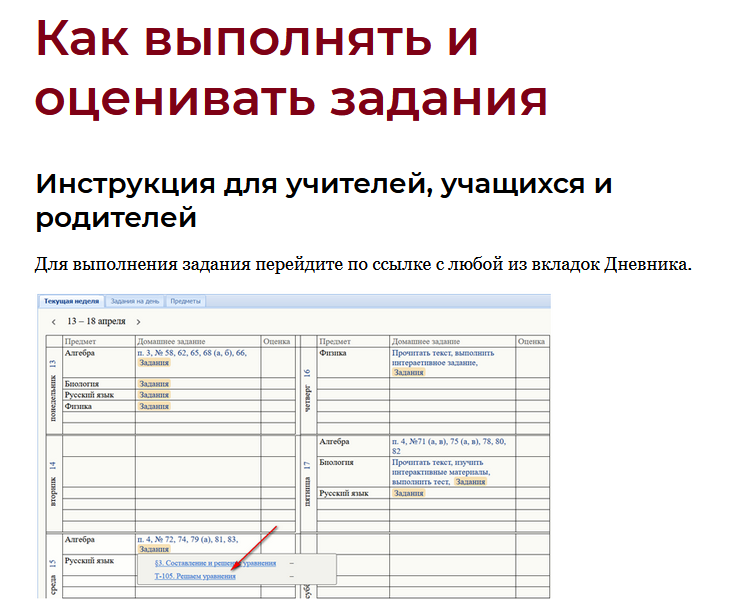 Как выполнять и
оценивать задания
Инструкция для учителей, учащихся и
родителей
Для выполнения задания перейдите по ссылке с любой из вкладок Дневника.
Текущая неделя Задания на день Предметы
‹ 13 – 18 апреля ›
Предмет Домашнее задание Оценка
понедельник 13
Алгебра п. 3, № 58, 62, 65, 68 (а, б), 66,
Задания
Биология Задания
Русский язык Задания
Физика Задания
вторник 14
среда 15
Алгебра п. 4, № 72, 74, 79 (а), 81, 83,
Задания
Русский язык
§3. Составление и решение уравнения –
Т-105. Решаем уравнения –
Предмет Домашнее задание Оценка
четверг 16
Физика Прочитать текст, выполнить
интерактивное задание,
Задания
пятница 17
Алгебра п. 4, №71 (а, в), 75 (а, в), 78, 80,
82
Биология Прочитать текст, изучить
интерактивные материалы,
выполнить тест, Задания
Русский язык Задания